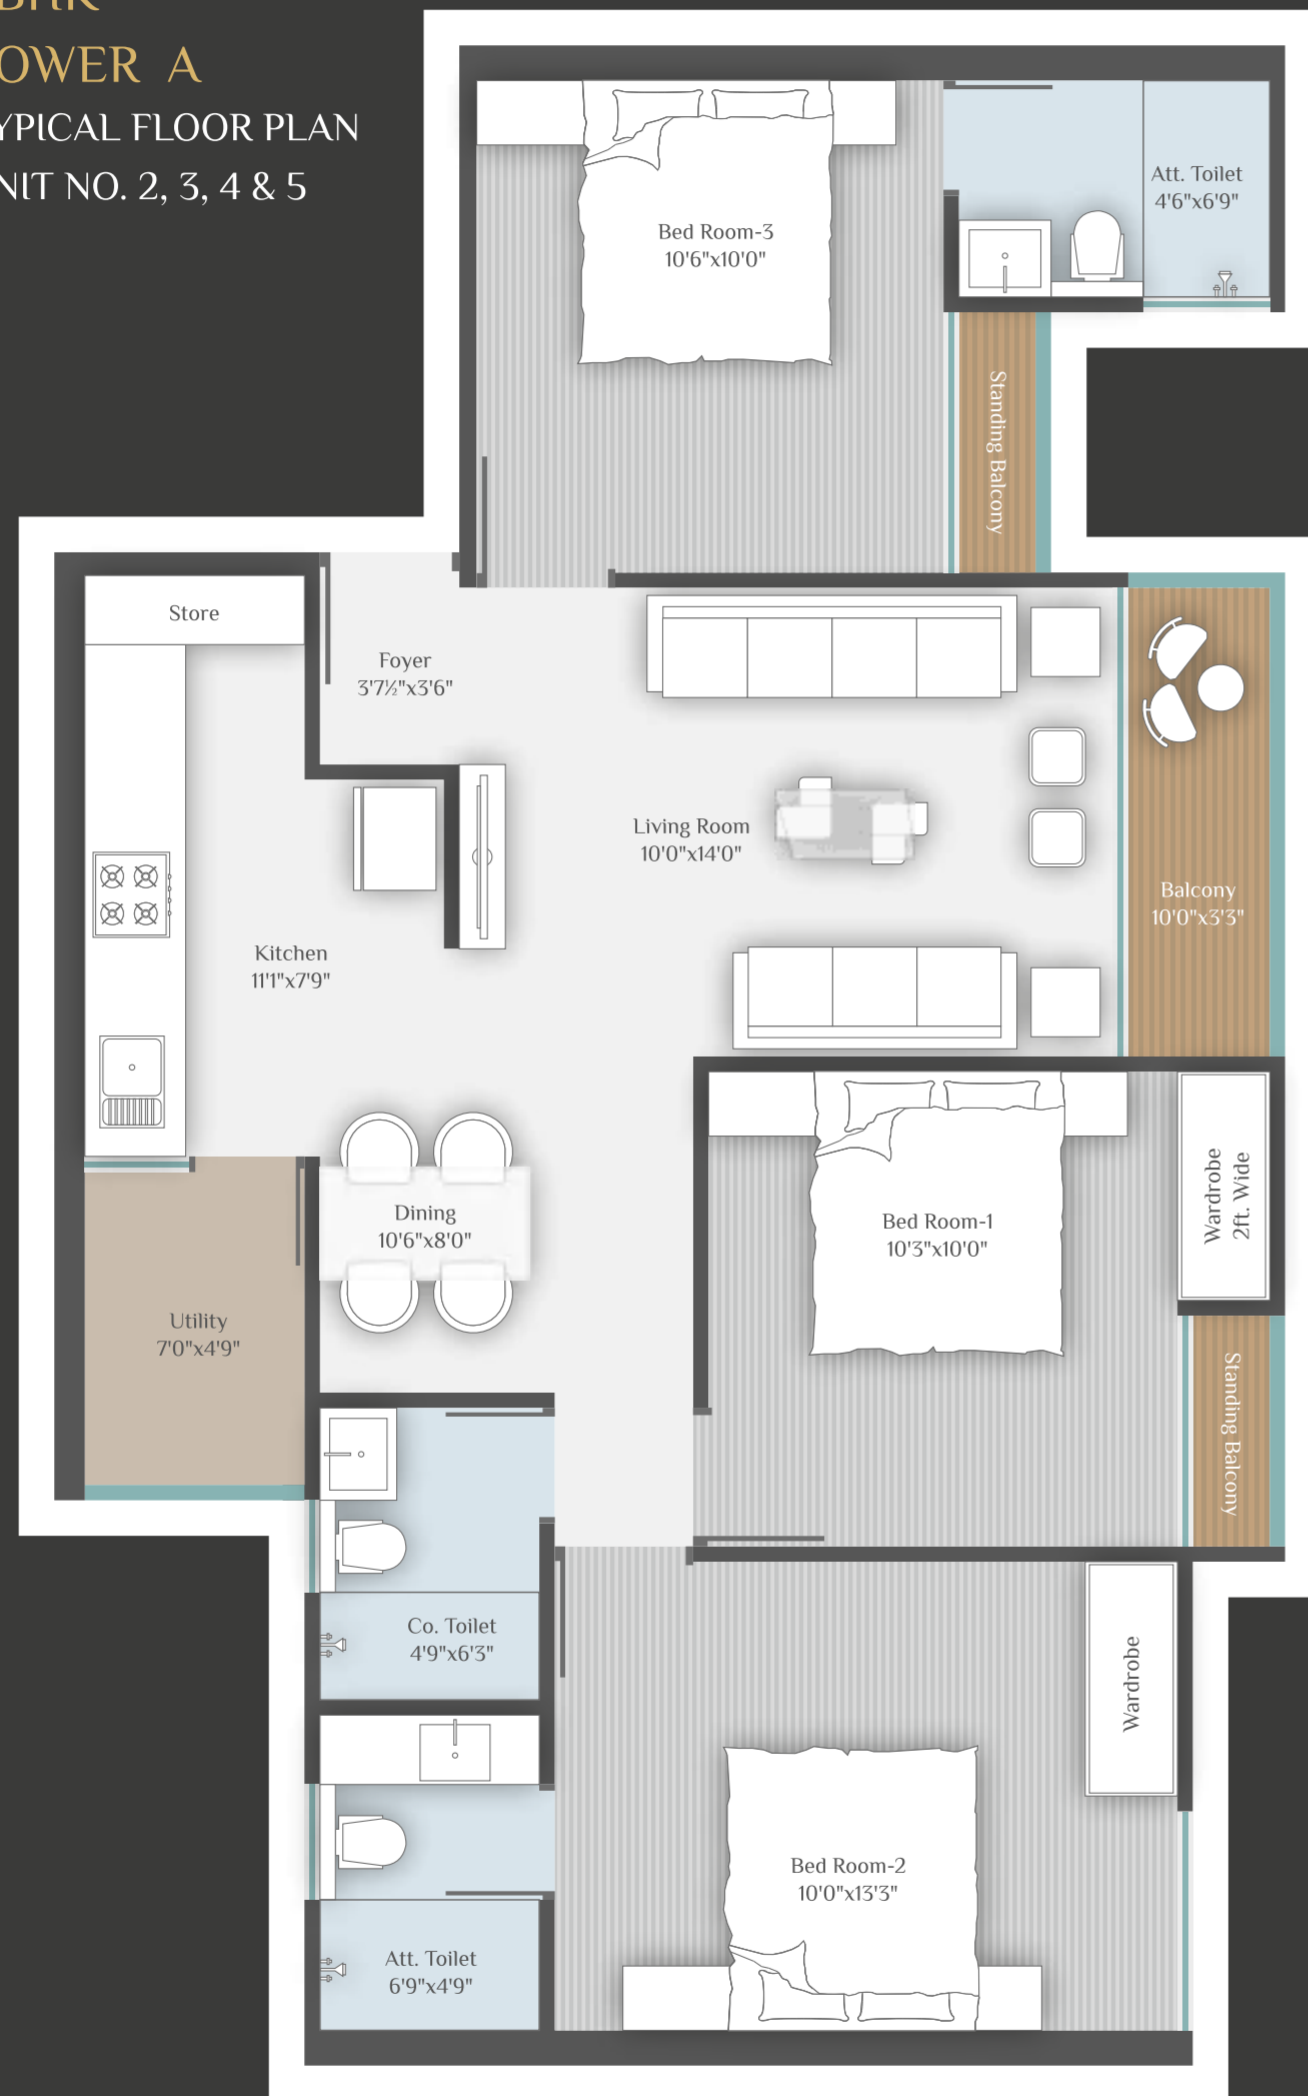 OWER A
YPICAL FLOOR PLAN
NIT NO. 2, 3, 4 & 5
Bed Room-3
10'6"x10'0"
Att. Toilet
4'6"x6'9"
Standing Balcony
Store
Foyer
3'7½"x3'6"
Living Room
10'0"x14'0"
Balcony
10'0"x3'3"
Kitchen
11'1"x7'9"
Dining
10'6"x8'0"
Bed Room-1
10'3"x10'0"
Wardrobe
2ft. Wide
Utility
7'0"x4'9"
Standing Balcony
Co. Toilet
4'9"x6'3"
Wardrobe
Bed Room-2
10'0"x13'3"
Att. Toilet
6'9"x4'9"